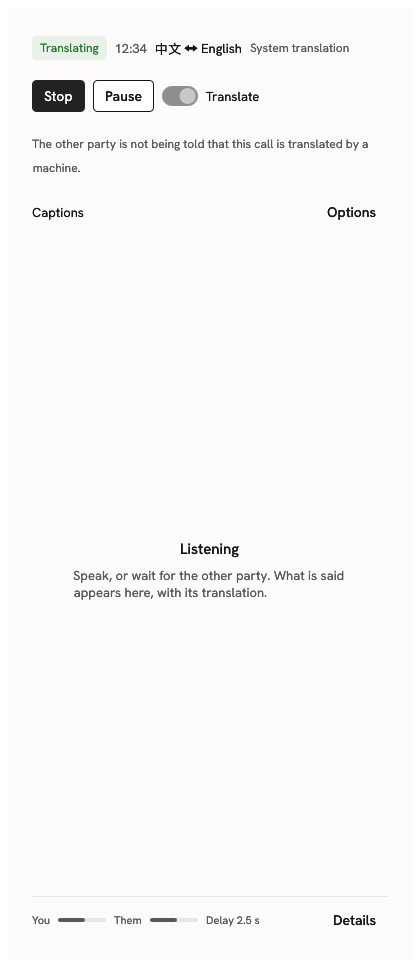 Translating 12:34 中文 ⬌ English System translation
Stop Pause Translate
The other party is not being told that this call is translated by a
machine.
Captions Options
Listening
Speak, or wait for the other party. What is said
appears here, with its translation.
You Them Delay 2.5 s Details